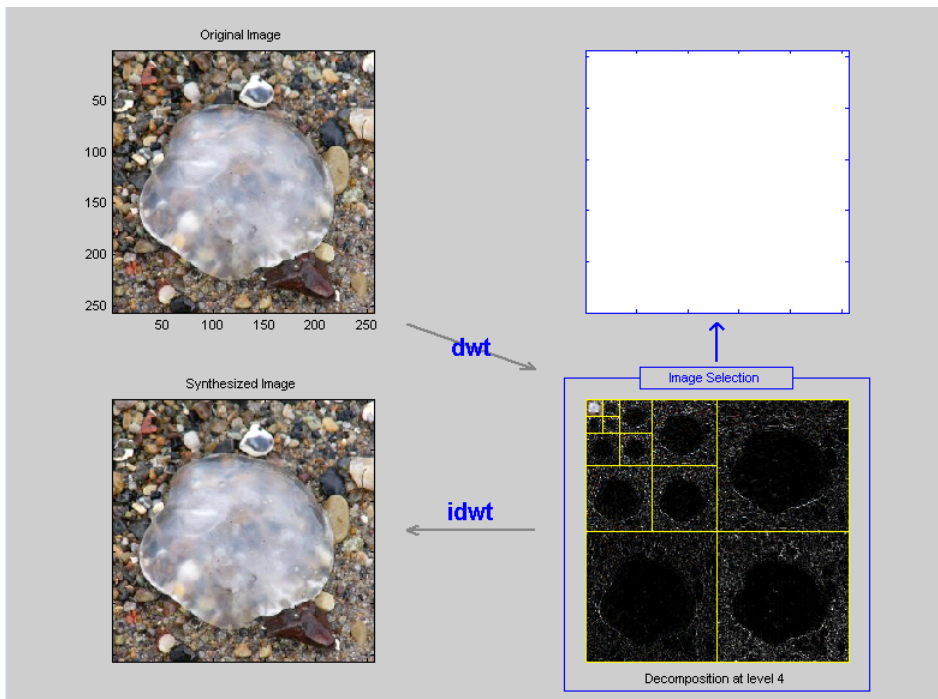 Original Image
50
100
150
200
250
50 100 150 200 250
dwt
Image Selection
Synthesized Image
idwt
Decomposition at level 4